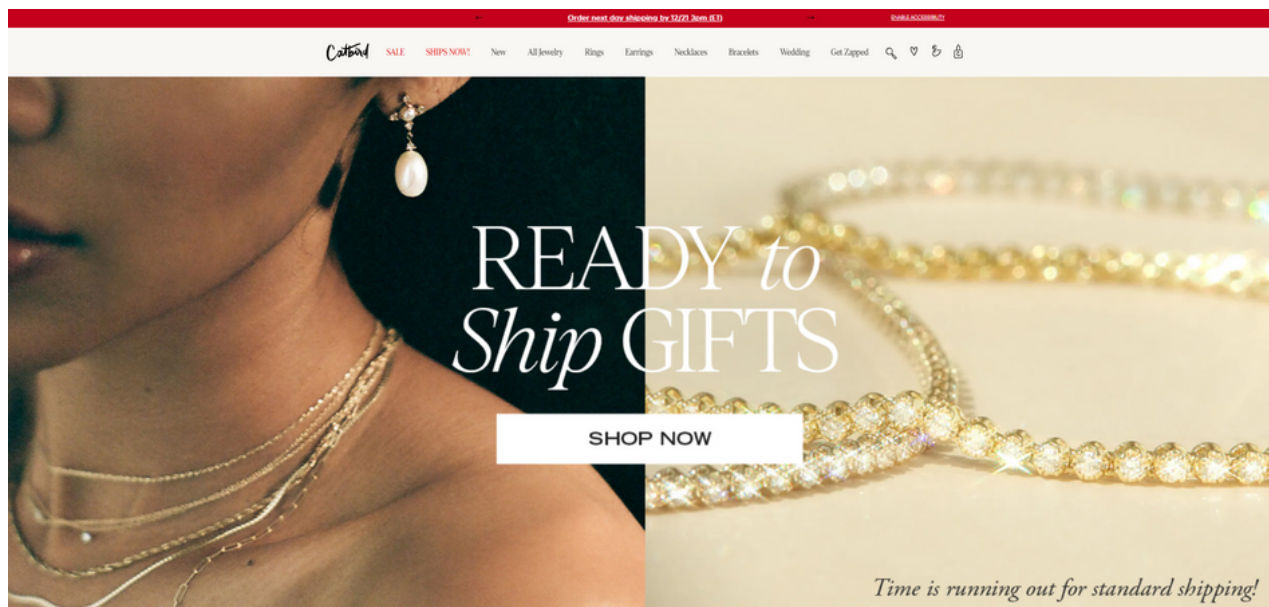 Order next day shipping by 12/21 3pm (ET)
ENABLE ACCESSIBILITY
Catbird
SALE
SHIPS NOW!
New
All Jewelry
Rings
Earrings
Necklaces
Bracelets
Wedding
Get Zapped
READY to
Ship GIFTS
SHOP NOW
Time is running out for standard shipping!